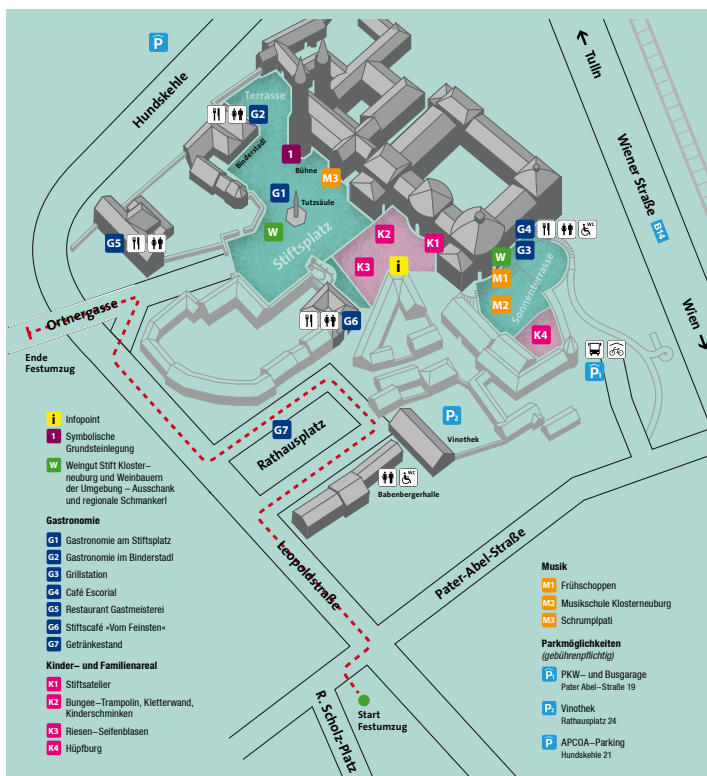 P
Hundskehle
Tulln
Wiener Straße
B14
Wien
Terrasse
G2
Binderstadl
1
Bühne
M3
G1
Tutzsäule
W
Stiftsplatz
K2
K1
K3
i
G5
G6
G4
WC
G3
W
M1
M2
Sonnenterrasse
K4
P1
Ortnergasse
Ende
Festumzug
G7
Rathausplatz
P2
Vinothek
WC
Babenbergerhalle
Leopoldstraße
Pater-Abel-Straße
R. Scholz-Platz
Start
Festumzug
i Infopoint
1 Symbolische
Grundsteinlegung
W Weingut Stift Kloster–
neuburg und Weinbauern
der Umgebung – Ausschank
und regionale Schmankerl
Gastronomie
G1 Gastronomie am Stiftsplatz
G2 Gastronomie im Binderstadl
G3 Grillstation
G4 Café Escorial
G5 Restaurant Gastmeisterei
G6 Stiftscafé »Vom Feinsten«
G7 Getränkestand
Kinder– und Familienareal
K1 Stiftsatelier
K2 Bungee–Trampolin, Kletterwand,
Kinderschminken
K3 Riesen–Seifenblasen
K4 Hüpfburg
Musik
M1 Frühschoppen
M2 Musikschule Klosterneuburg
M3 Schrumplpati
Parkmöglichkeiten
(gebührenpflichtig)
P1 PKW– und Busgarage
Pater Abel–Straße 19
P2 Vinothek
Rathausplatz 24
P APCOA–Parking
Hundskehle 21